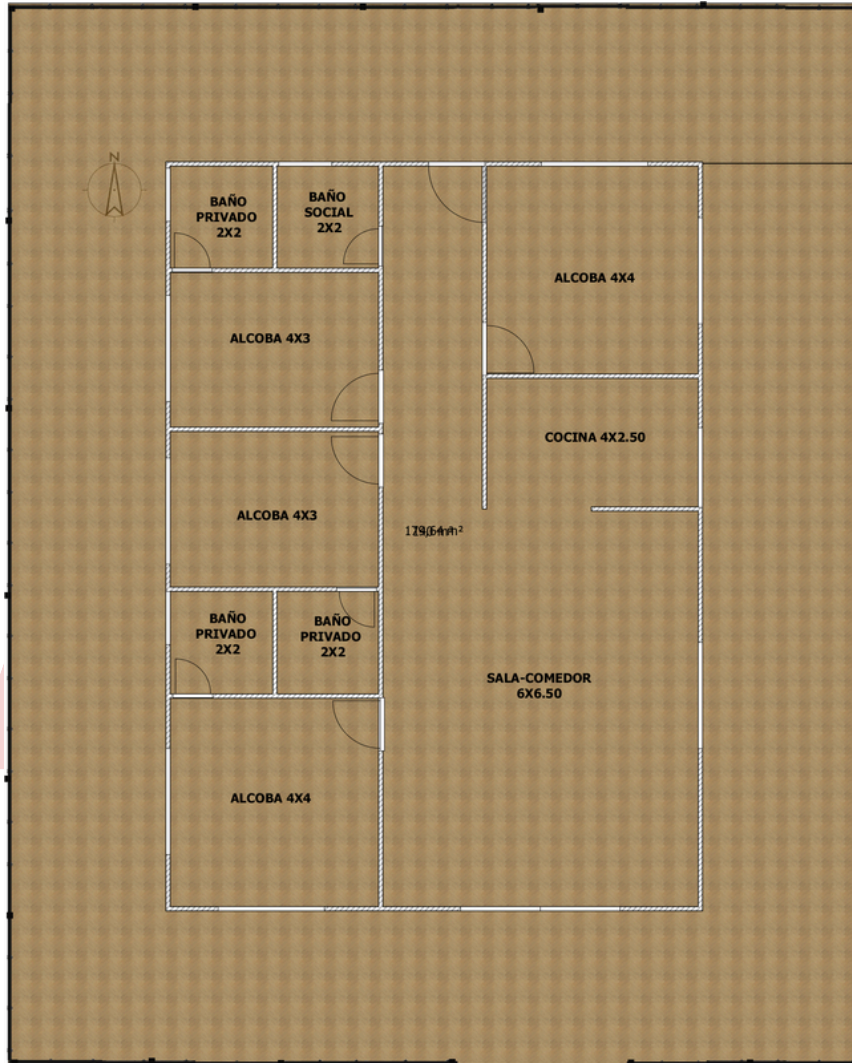 N
BAÑO
PRIVADO
2X2
BAÑO
SOCIAL
2X2
ALCOBA 4X4
ALCOBA 4X3
COCINA 4X2.50
ALCOBA 4X3
BAÑO
PRIVADO
2X2
BAÑO
PRIVADO
2X2
SALA-COMEDOR
6X6.50
ALCOBA 4X4